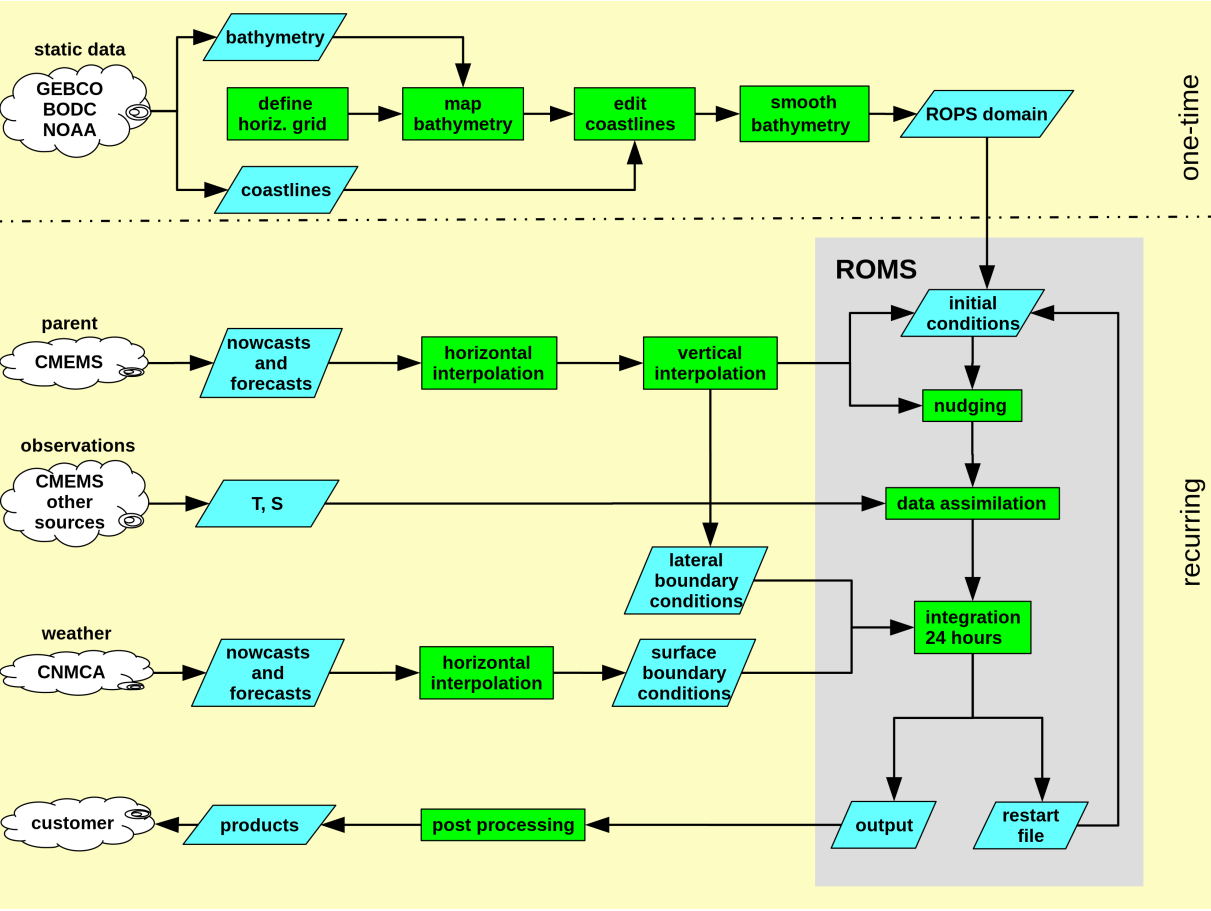 static data
GEBCO
BODC
NOAA
bathymetry
define
horiz. grid
map
bathymetry
edit
coastlines
smooth
bathymetry
ROPS domain
coastlines
one-time
ROMS
parent
CMEMS
nowcasts
and
forecasts
horizontal
interpolation
vertical
interpolation
initial
conditions
nudging
observations
CMEMS
other
sources
T, S
data assimilation
recurring
lateral
boundary
conditions
integration
24 hours
weather
CNMCA
nowcasts
and
forecasts
horizontal
interpolation
surface
boundary
conditions
customer
products
post processing
output
restart
file